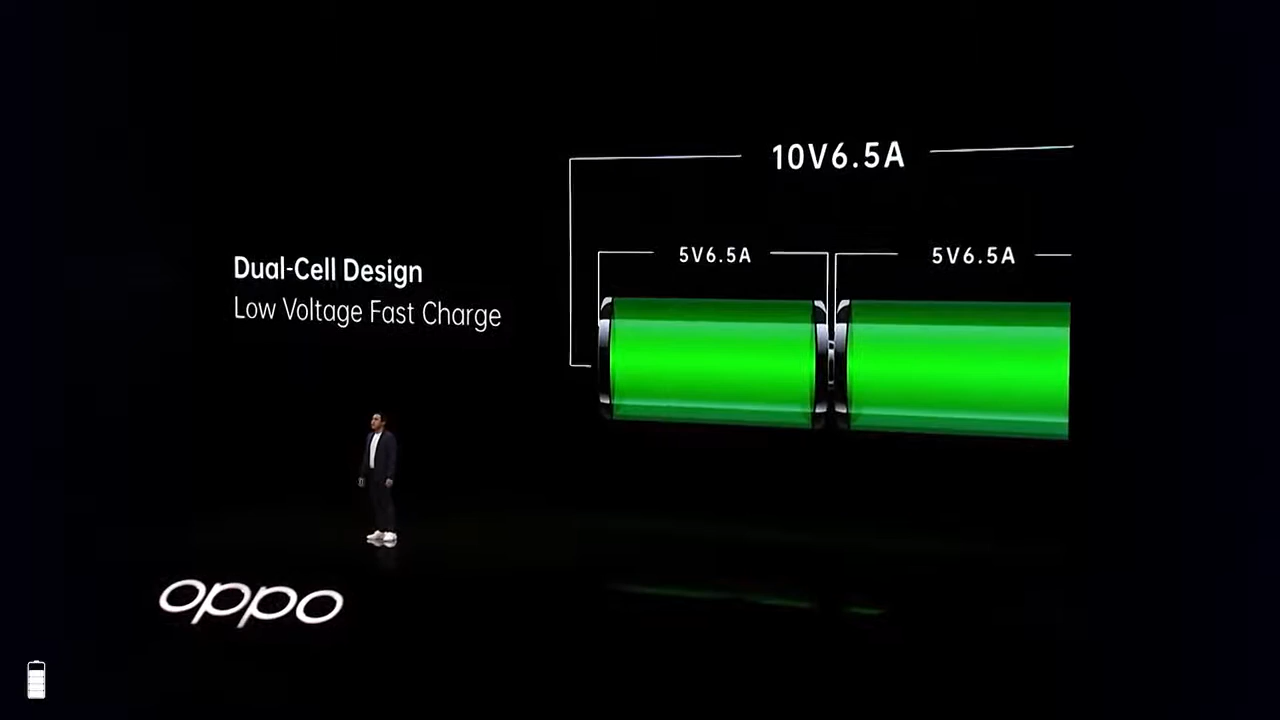 10V6.5A
5V6.5A
5V6.5A
Dual-Cell Design
Low Voltage Fast Charge
oppo